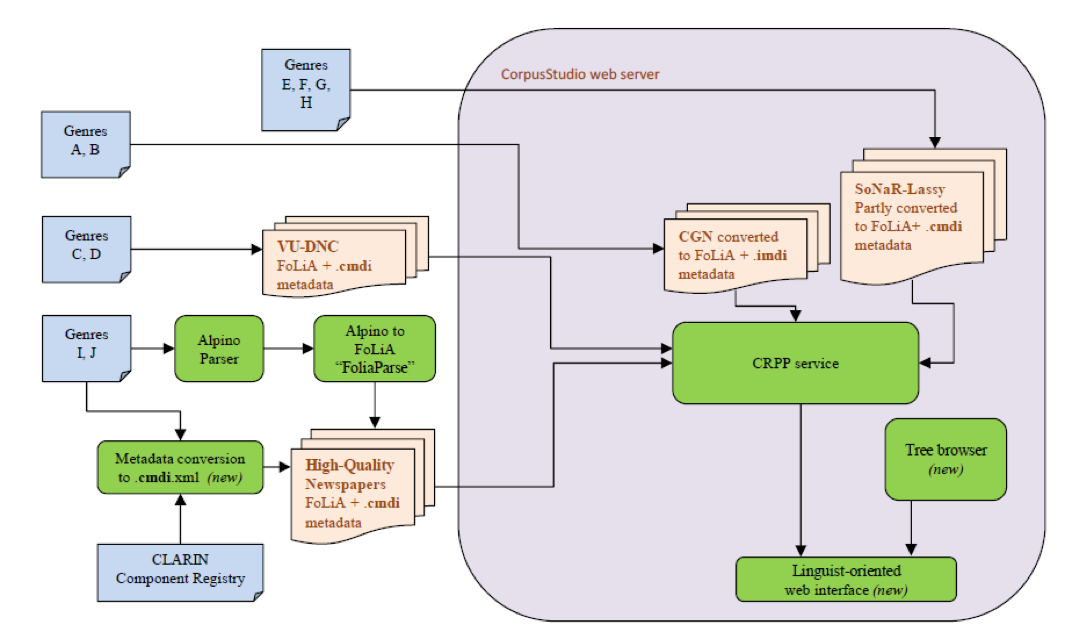 Genres
E, F, G,
H
CorpusStudio web server
Genres
A, B
SoNaR-Lassy
Partly converted
to FoLiA+ .cmdi
metadata
Genres
C, D
VU-DNC
FoLiA + .cmdi
metadata
CGN converted
to FoLiA + .imdi
metadata
Genres
I, J
Alpino
Parser
Alpino to
FoLiA
“FoliaParse”
CRPP service
Metadata conversion
to .cmdi.xml (new)
High-Quality
Newspapers
FoLiA + .cmdi
metadata
Tree browser
(new)
CLARIN
Component Registry
Linguist-oriented
web interface (new)